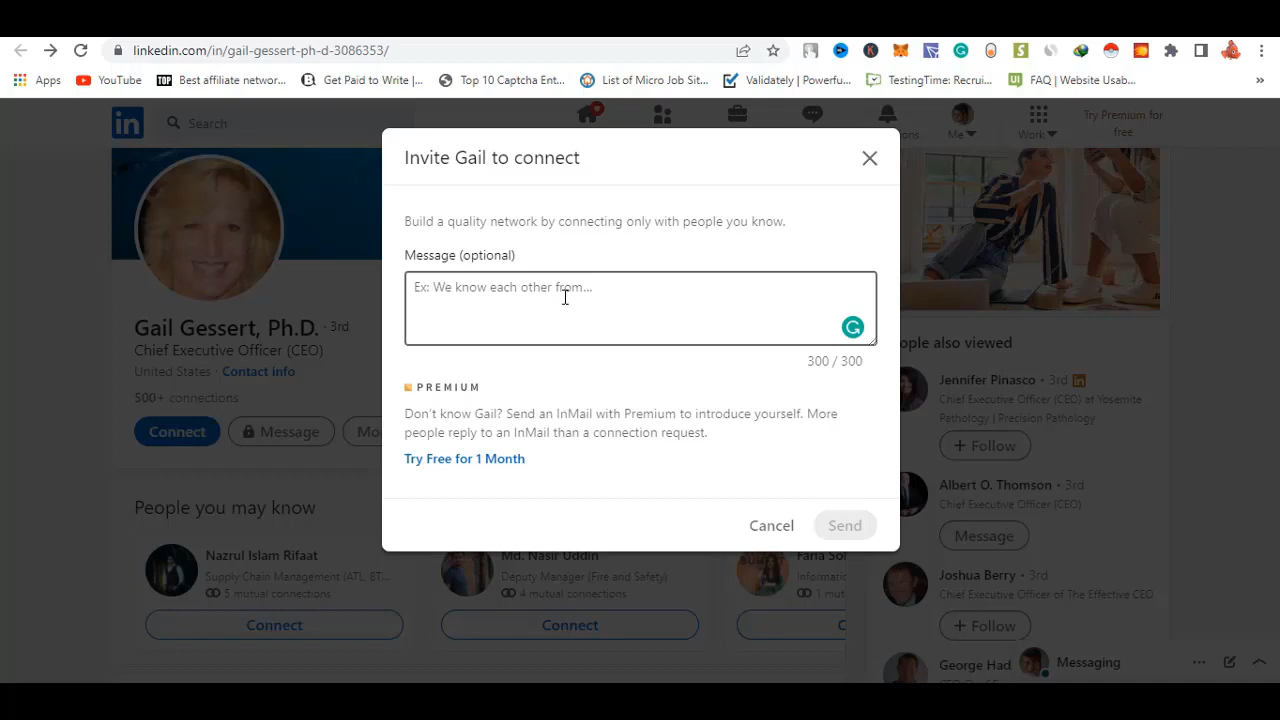 linkedin.com/in/gail-gessert-ph-d-3086353/
Apps YouTube Best affiliate networ... Get Paid to Write |... Top 10 Captcha Ent... List of Micro Job Sit... Validately | Powerfu... TestingTime: Recrui... FAQ | Website Usab... »
in Search
ons Me Work Try Premium for
free
Invite Gail to connect
Build a quality network by connecting only with people you know.
Message (optional)
Ex: We know each other from...
300 / 300
PREMIUM
Don't know Gail? Send an InMail with Premium to introduce yourself. More
people reply to an InMail than a connection request.
Try Free for 1 Month
Cancel Send
Gail Gessert, Ph.D. · 3rd
Chief Executive Officer (CEO)
United States · Contact info
500+ connections
Connect Message Mo
People you may know
Nazrul Islam Rifaat
Supply Chain Management (ATL, BT...
5 mutual connections
Connect
Md. Nasir Uddin
Deputy Manager (Fire and Safety)
4 mutual connections
Connect
Faria
Informatic
1 mut
C
eople also viewed
Jennifer Pinasco · 3rd in
Chief Executive Officer (CEO) at Yosemite
Pathology | Precision Pathology
+ Follow
Albert O. Thomson · 3rd
Chief Executive Officer (CEO)
Message
Joshua Berry · 3rd
Chief Executive Officer of The Effective CEO
+ Follow
George Had
Messaging